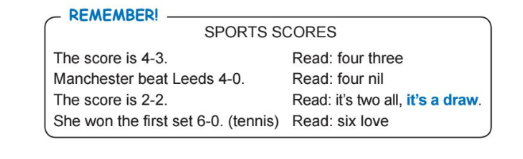 REMEMBER!
SPORTS SCORES
The score is 4-3. Read: four three
Manchester beat Leeds 4-0. Read: four nil
The score is 2-2. Read: it's two all, it's a draw.
She won the first set 6-0. (tennis) Read: six love